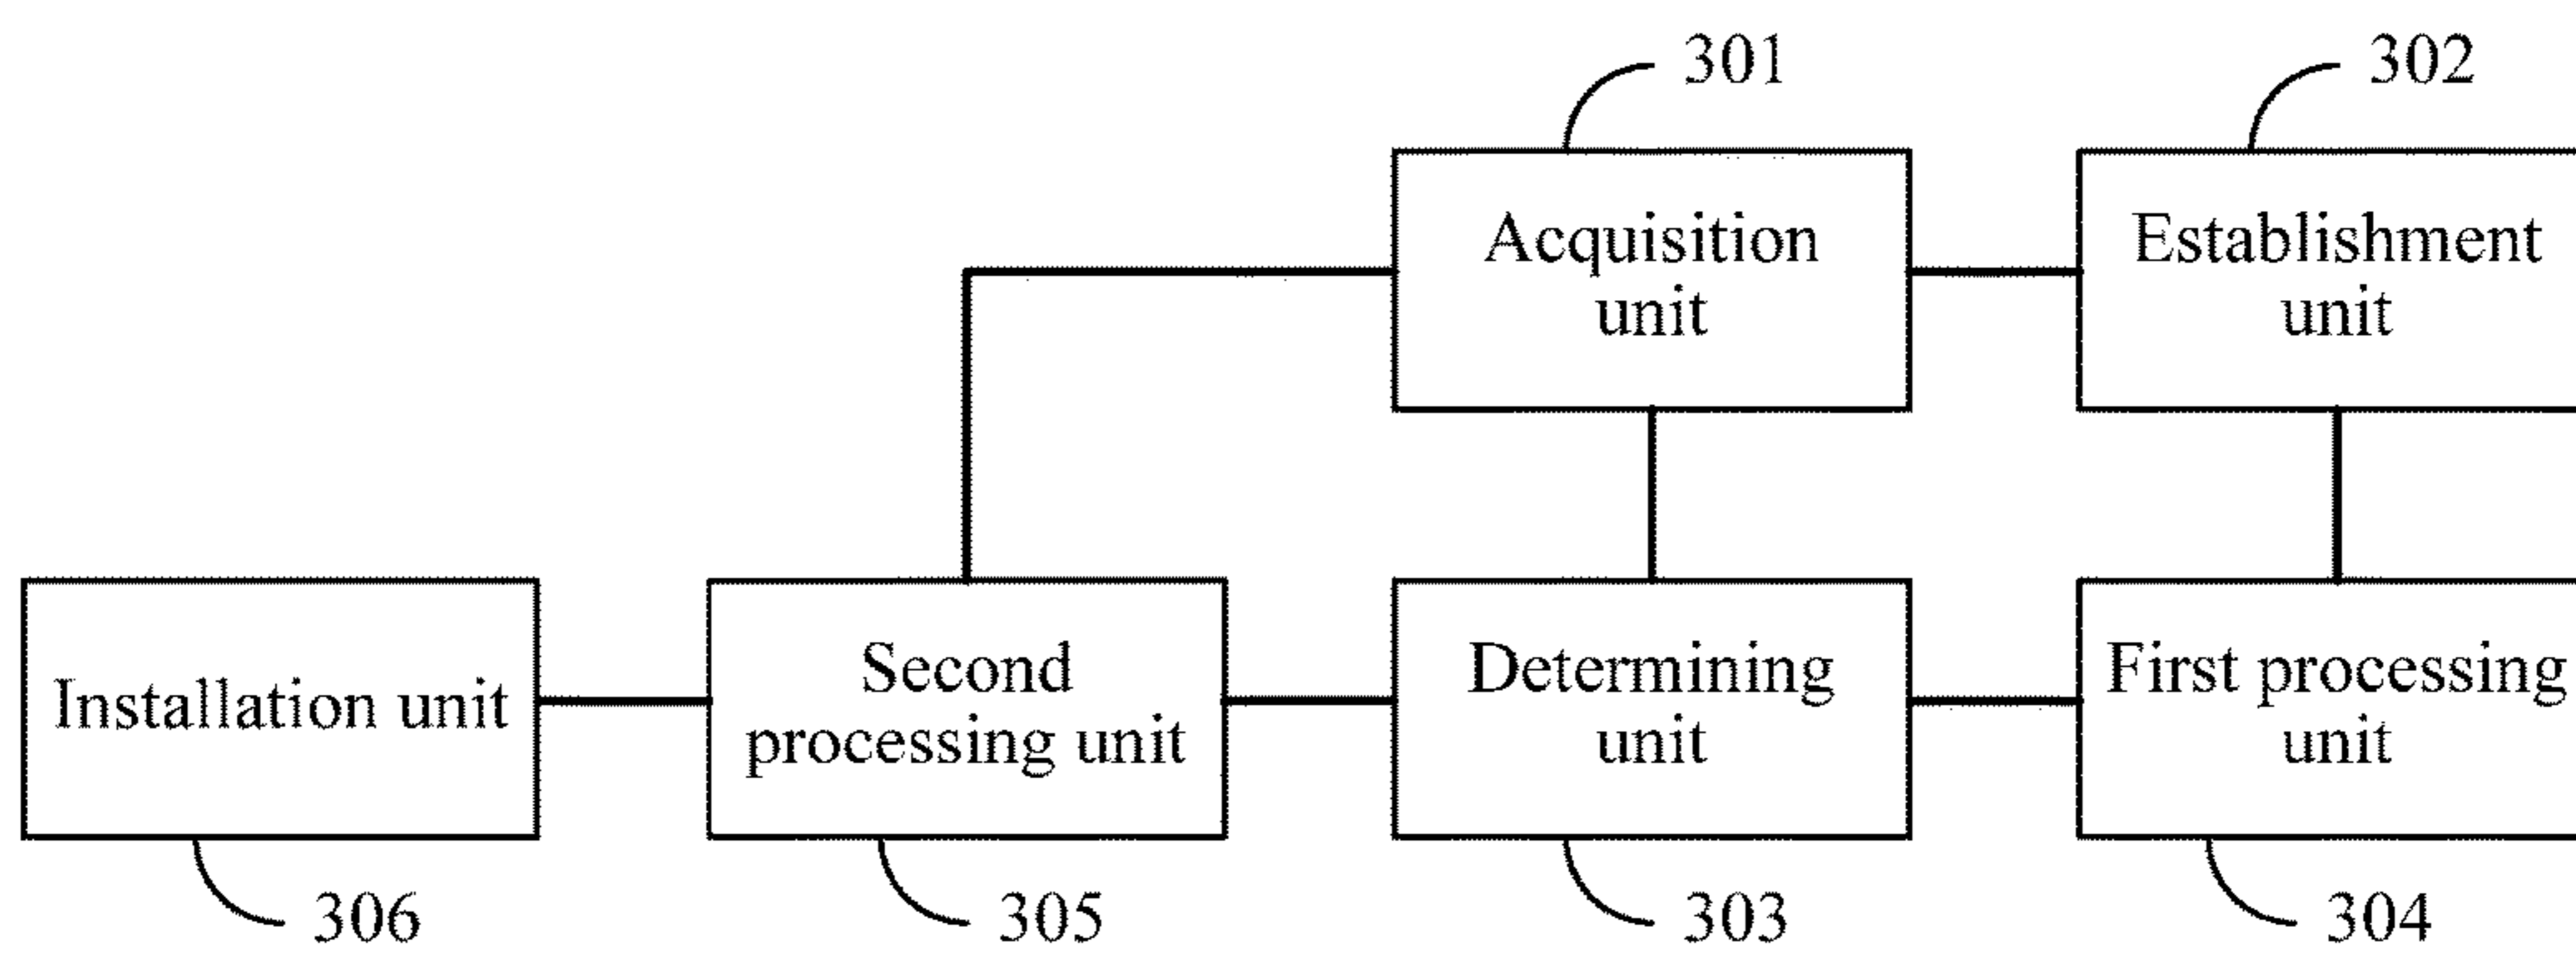 301
302
Acquisition
unit
Establishment
unit
Installation unit
Second
processing unit
Determining
unit
First processing
unit
306
305
303
304